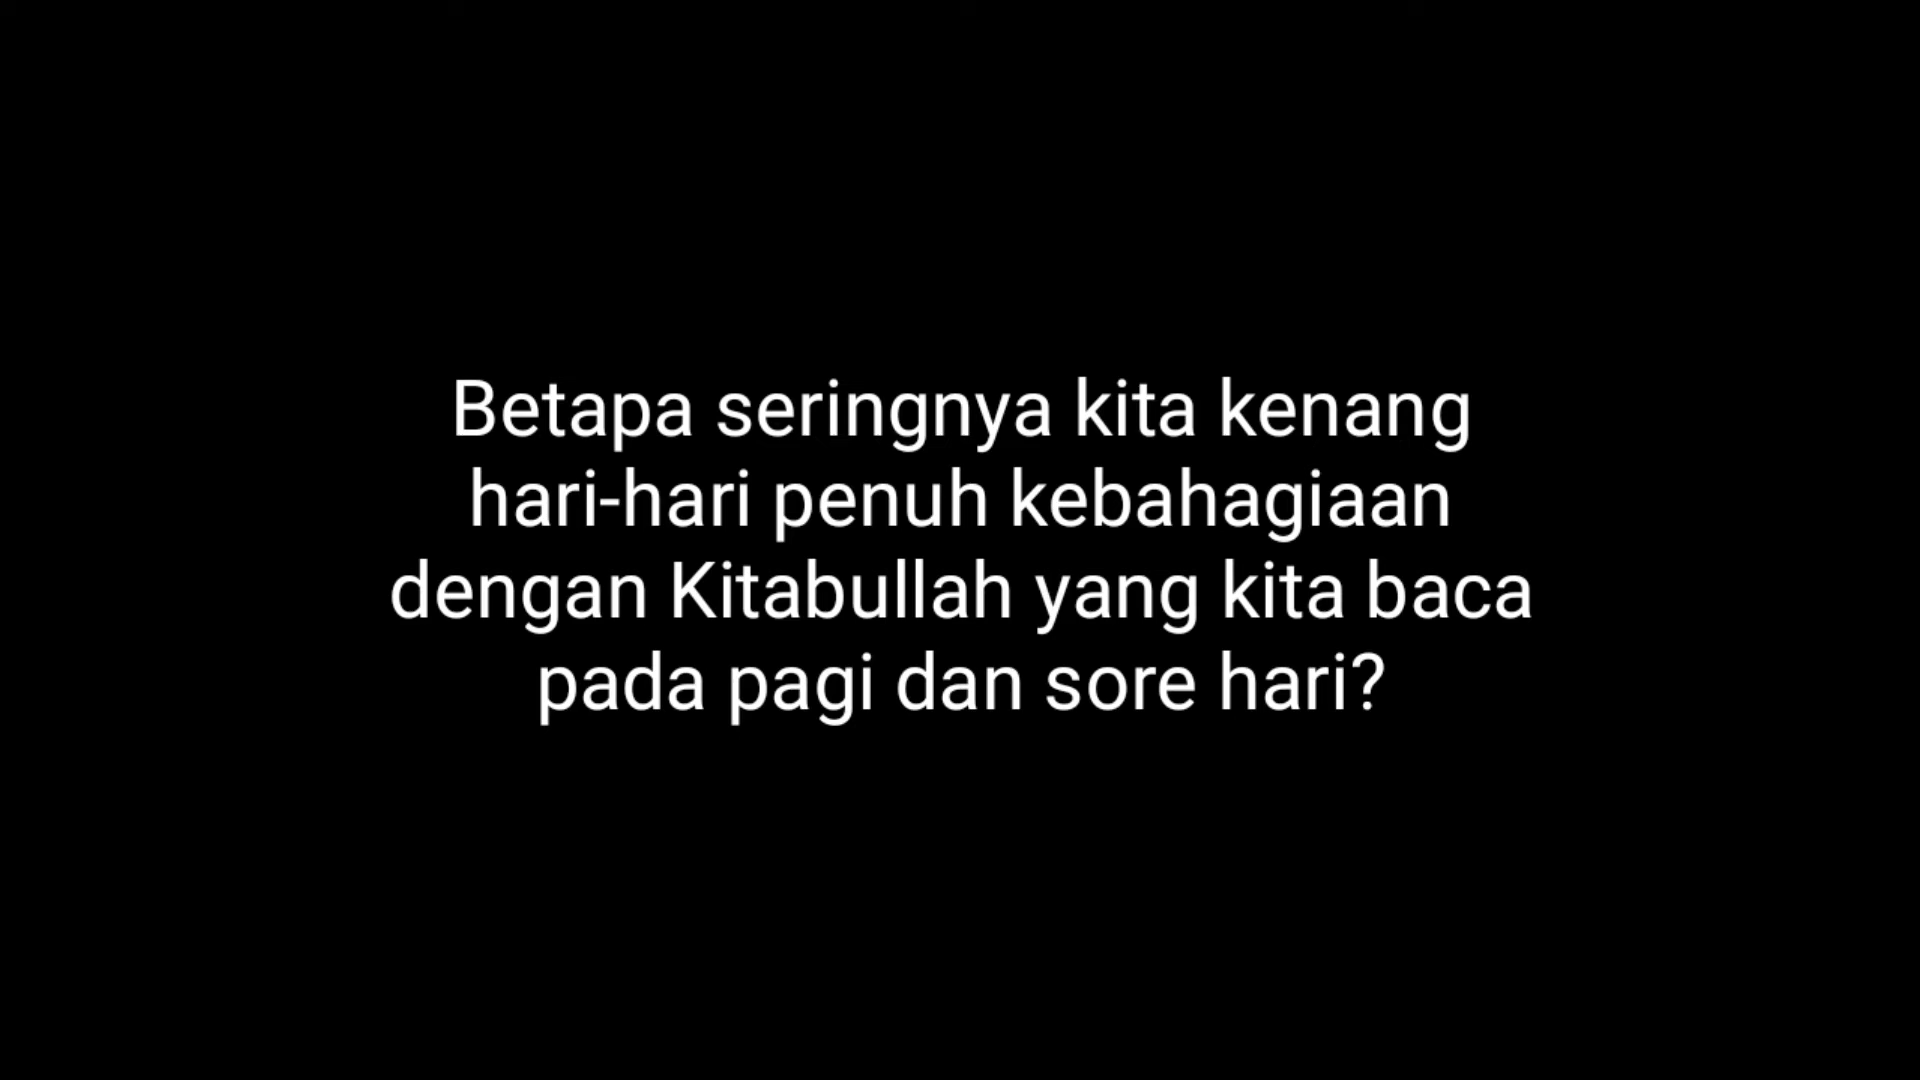 Betapa seringnya kita kenang
hari-hari penuh kebahagiaan
dengan Kitabullah yang kita baca
pada pagi dan sore hari?